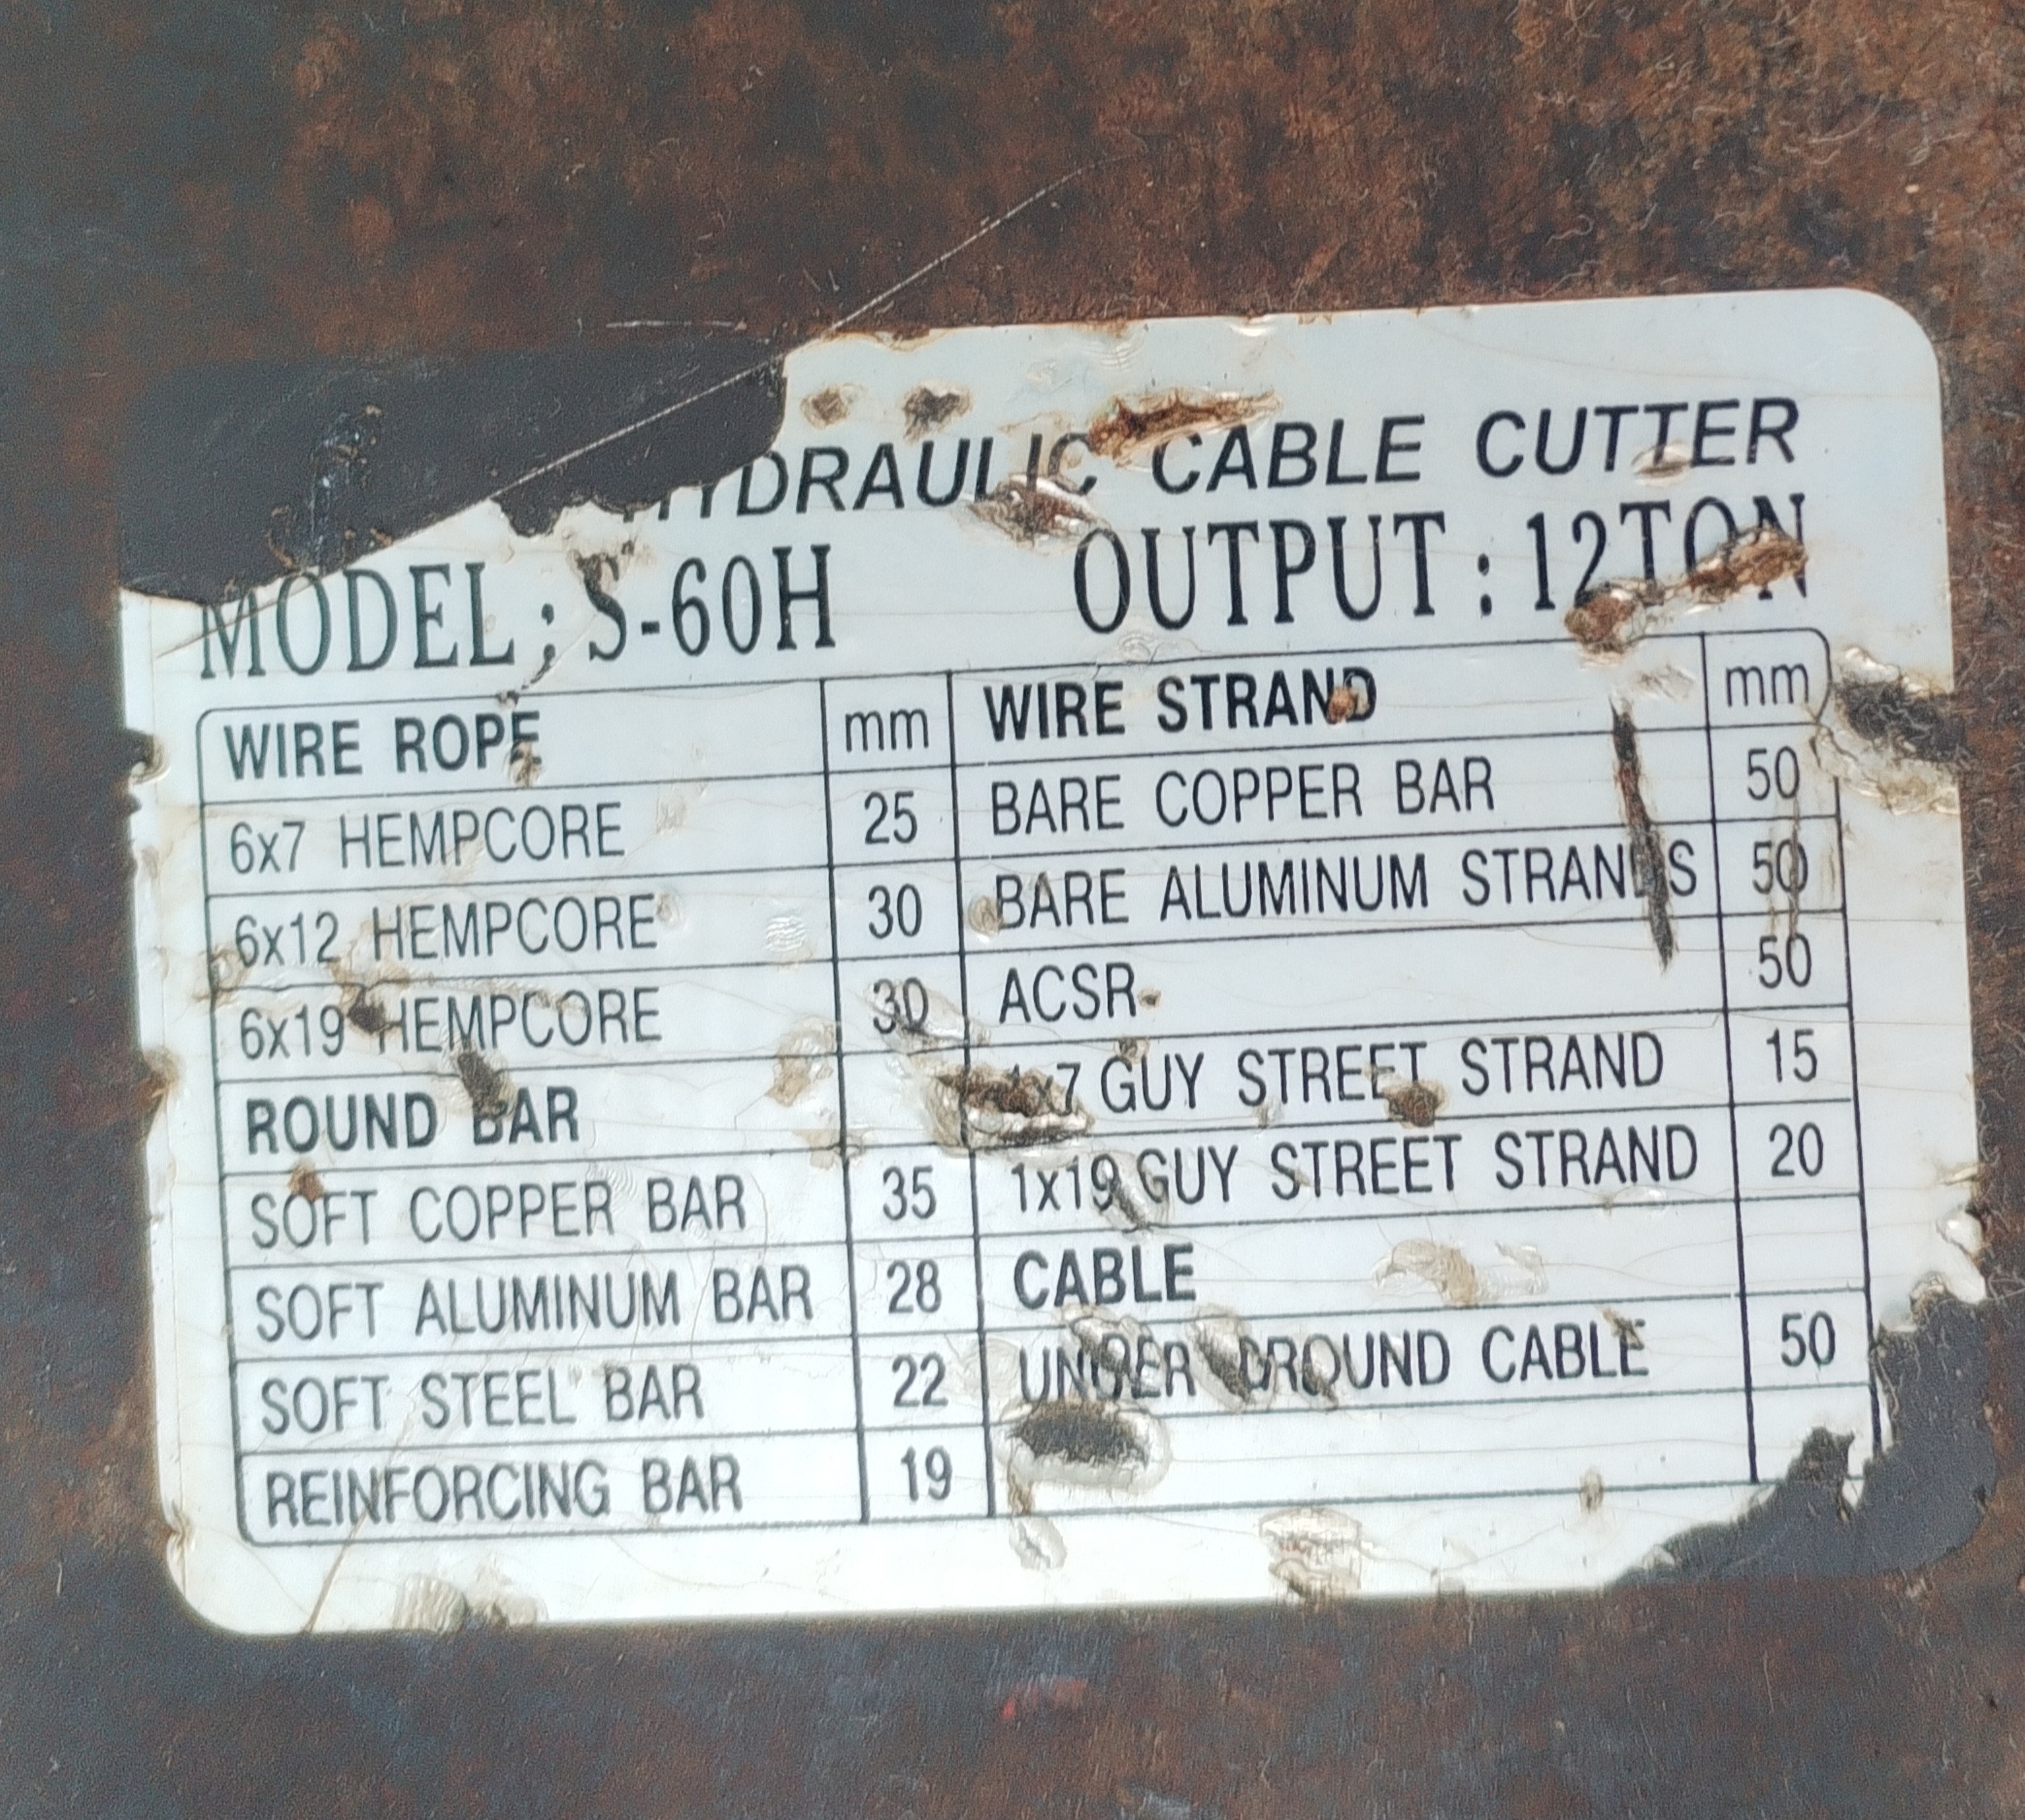 HYDRAULIC CABLE CUTTER
MODEL: S-60H OUTPUT : 12TON
WIRE ROPE mm WIRE STRAND mm
6x7 HEMPCORE 25 BARE COPPER BAR 50
6x12 HEMPCORE 30 BARE ALUMINUM STRANDS 50
6x19 HEMPCORE 30 ACSR 50
ROUND BAR 1x7 GUY STREET STRAND 15
SOFT COPPER BAR 35 1x19 GUY STREET STRAND 20
SOFT ALUMINUM BAR 28 CABLE
SOFT STEEL BAR 22 UNDER GROUND CABLE 50
REINFORCING BAR 19